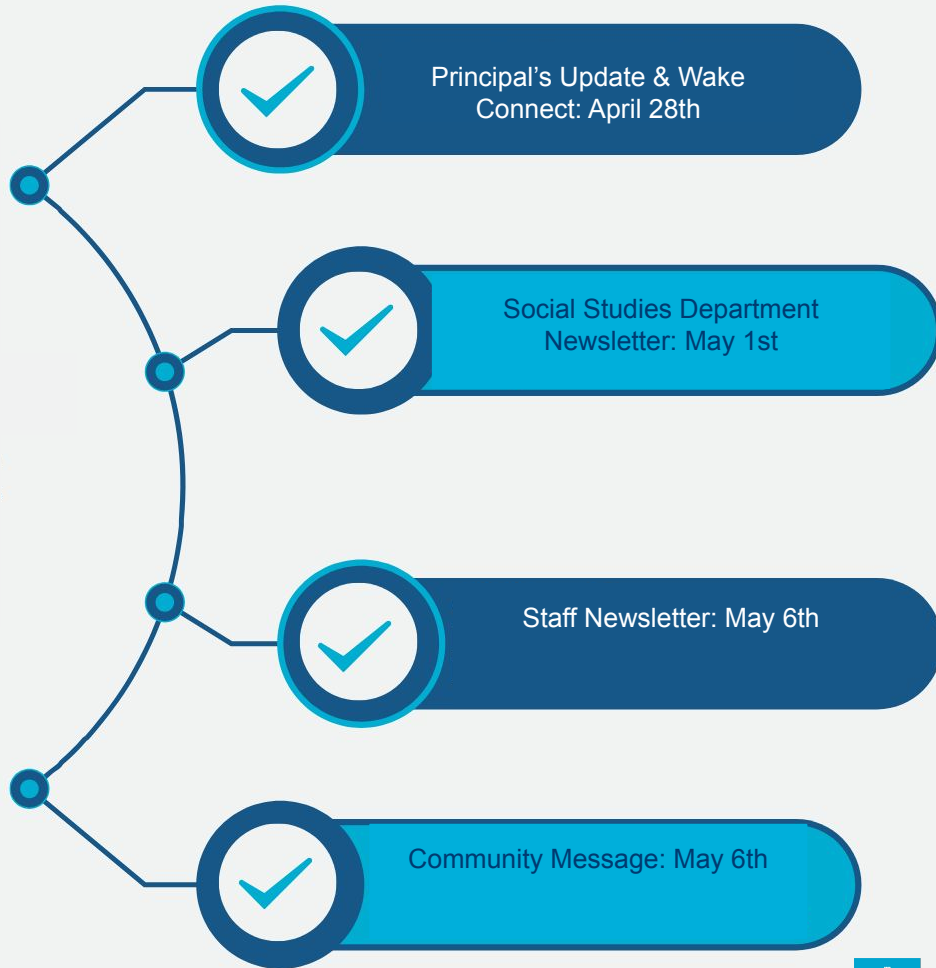 Principal’s Update & Wake
Connect: April 28th
Social Studies Department
Newsletter: May 1st
Staff Newsletter: May 6th
Community Message: May 6th